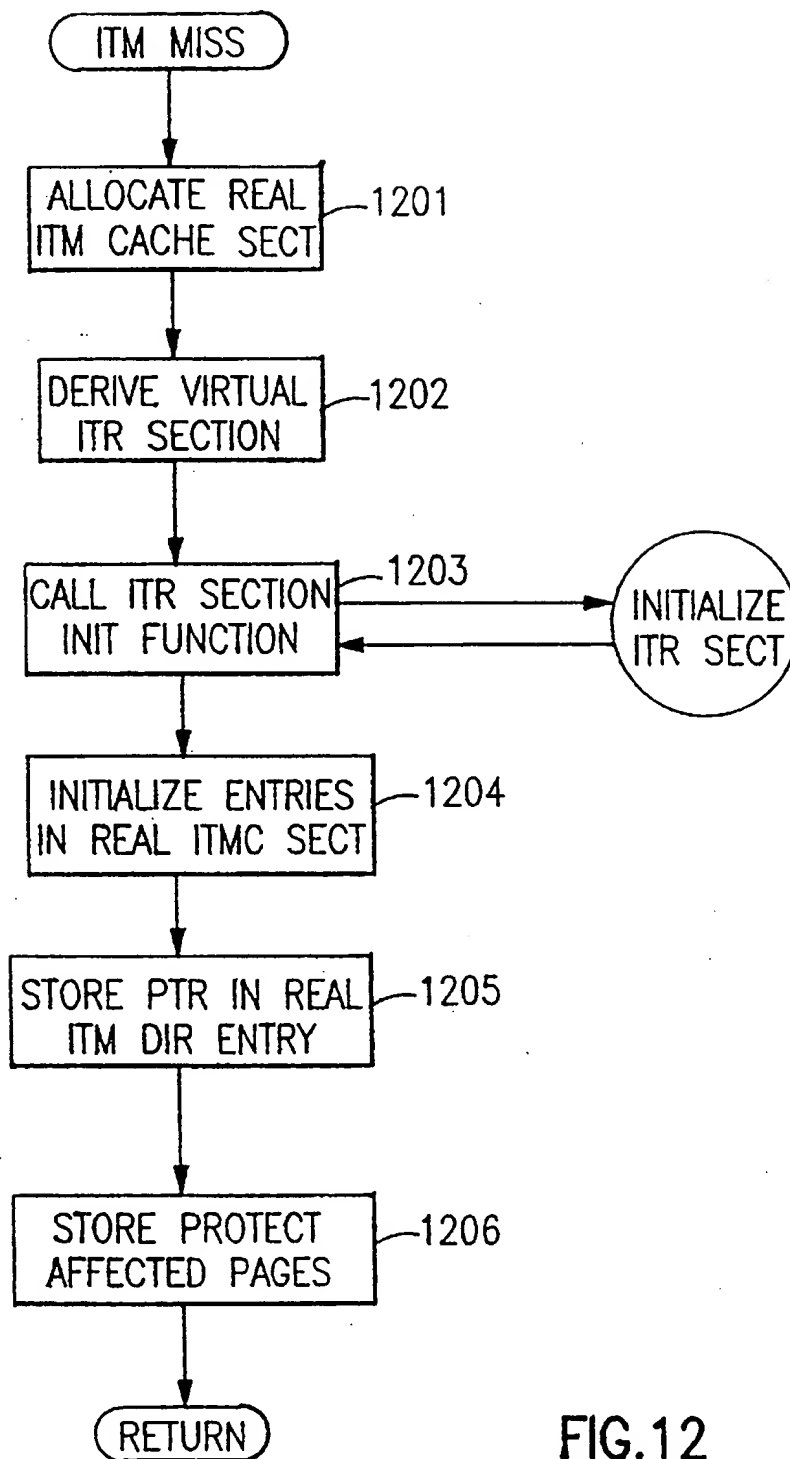 ITM MISS
ALLOCATE REAL
ITM CACHE SECT
1201
DERIVE VIRTUAL
ITR SECTION
1202
CALL ITR SECTION
INIT FUNCTION
1203
INITIALIZE
ITR SECT
INITIALIZE ENTRIES
IN REAL ITMC SECT
1204
STORE PTR IN REAL
ITM DIR ENTRY
1205
STORE PROTECT
AFFECTED PAGES
1206
RETURN
FIG.12